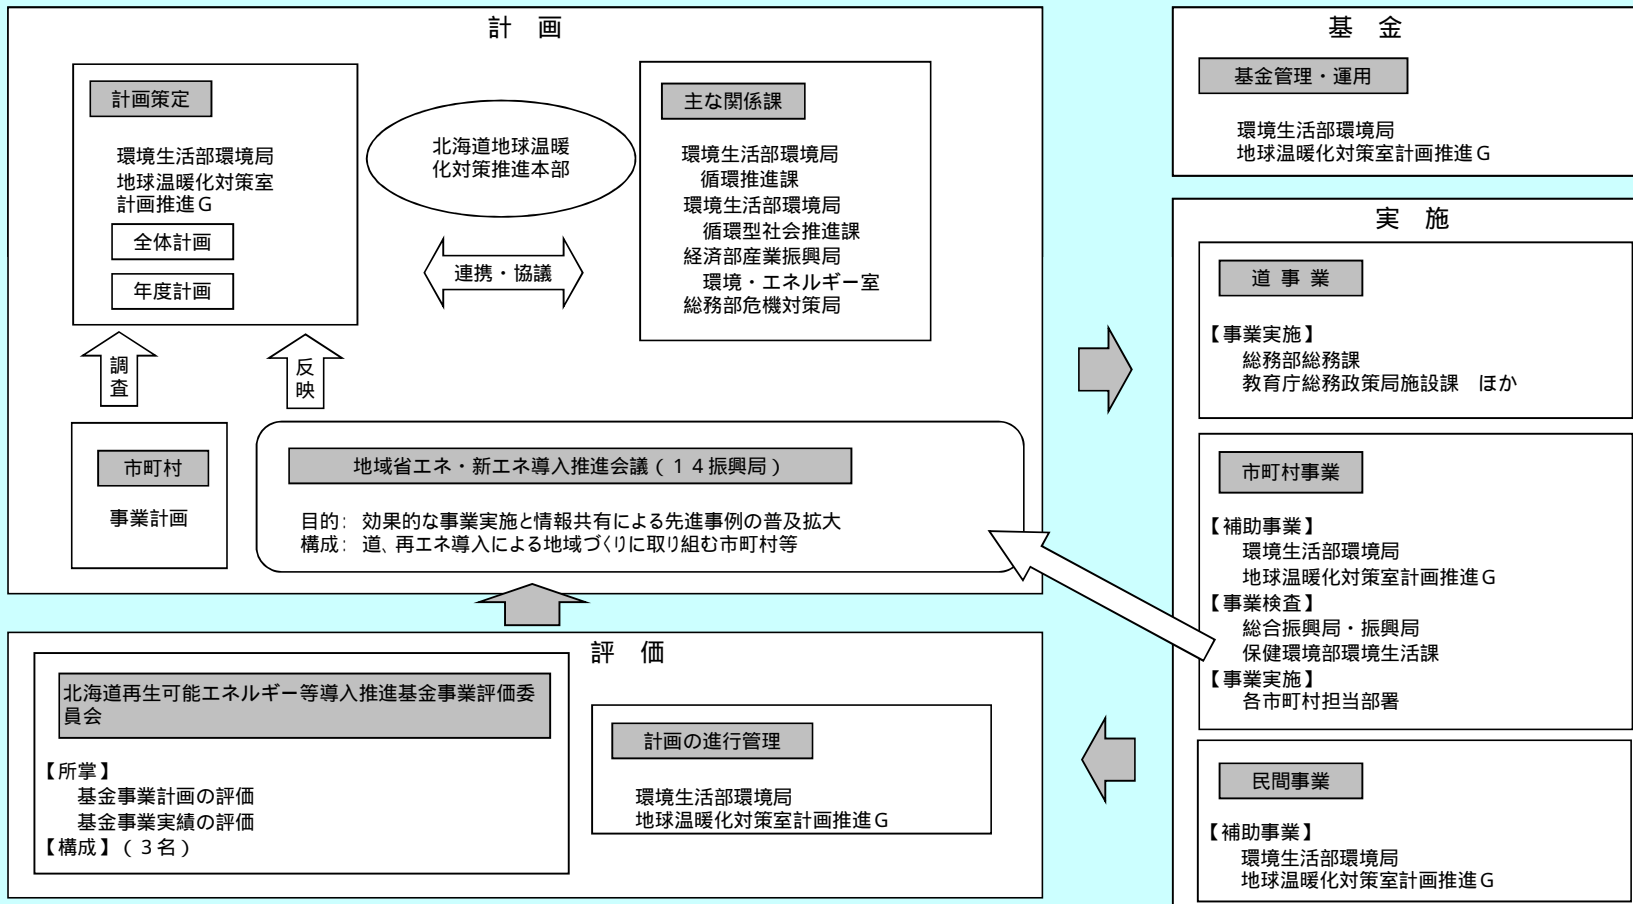 計　画
計画策定
環境生活部環境局
地球温暖化対策室
計画推進G
全体計画
年度計画
北海道地球温暖
化対策推進本部
連携・協議
主な関係課
環境生活部環境局
循環推進課
環境生活部環境局
循環型社会推進課
経済部産業振興局
環境・エネルギー室
総務部危機対策局
調査
反映
市町村
事業計画
地域省エネ・新エネ導入推進会議(14振興局)
目的: 効果的な事業実施と情報共有による先進事例の普及拡大
構成: 道、再エネ導入による地域づくりに取り組む市町村等
評　価
北海道再生可能エネルギー等導入推進基金事業評価委
員会
【所掌】
基金事業計画の評価
基金事業実績の評価
【構成】(3名)
計画の進行管理
環境生活部環境局
地球温暖化対策室計画推進G
基　金
基金管理・運用
環境生活部環境局
地球温暖化対策室計画推進G
実　施
道 事 業
【事業実施】
総務部総務課
教育庁総務政策局施設課　ほか
市町村事業
【補助事業】
環境生活部環境局
地球温暖化対策室計画推進G
【事業検査】
総合振興局・振興局
保健環境部環境生活課
【事業実施】
各市町村担当部署
民間事業
【補助事業】
環境生活部環境局
地球温暖化対策室計画推進G